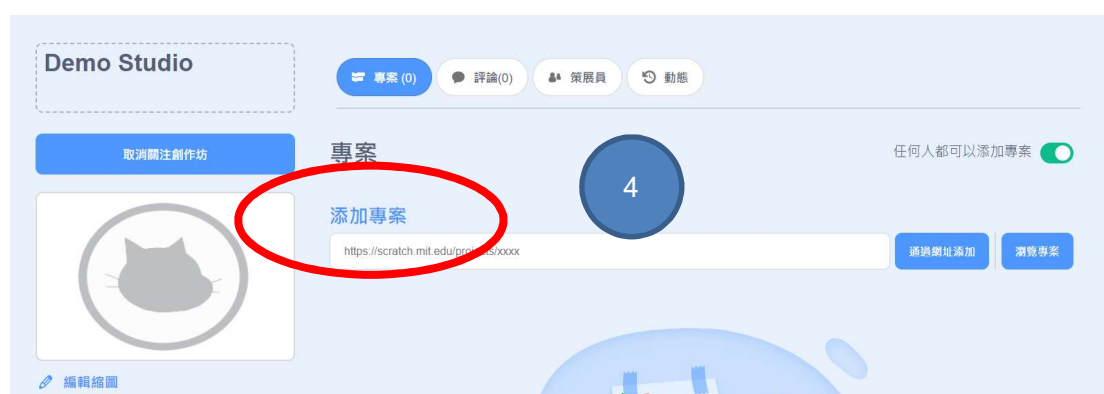 Demo Studio
專案 (0)
評論(0)
策展員
動態
取消關注創作坊
專案
任何人都可以添加專案
4
添加專案
https://scratch.mit.edu/projects/xxxx
通過網址添加
瀏覽專案
編輯縮圖